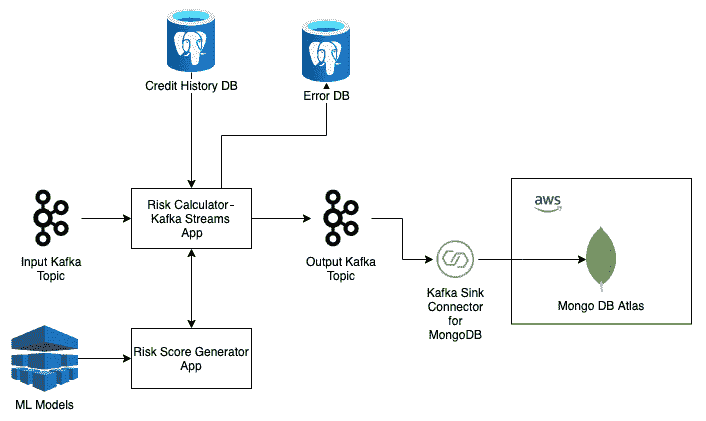 Credit History DB
Error DB
Risk Calculator-
Kafka Streams
App
Input Kafka
Topic
Output Kafka
Topic
aws
Kafka Sink
Connector
for
MongoDB
Mongo DB Atlas
Risk Score Generator
App
ML Models